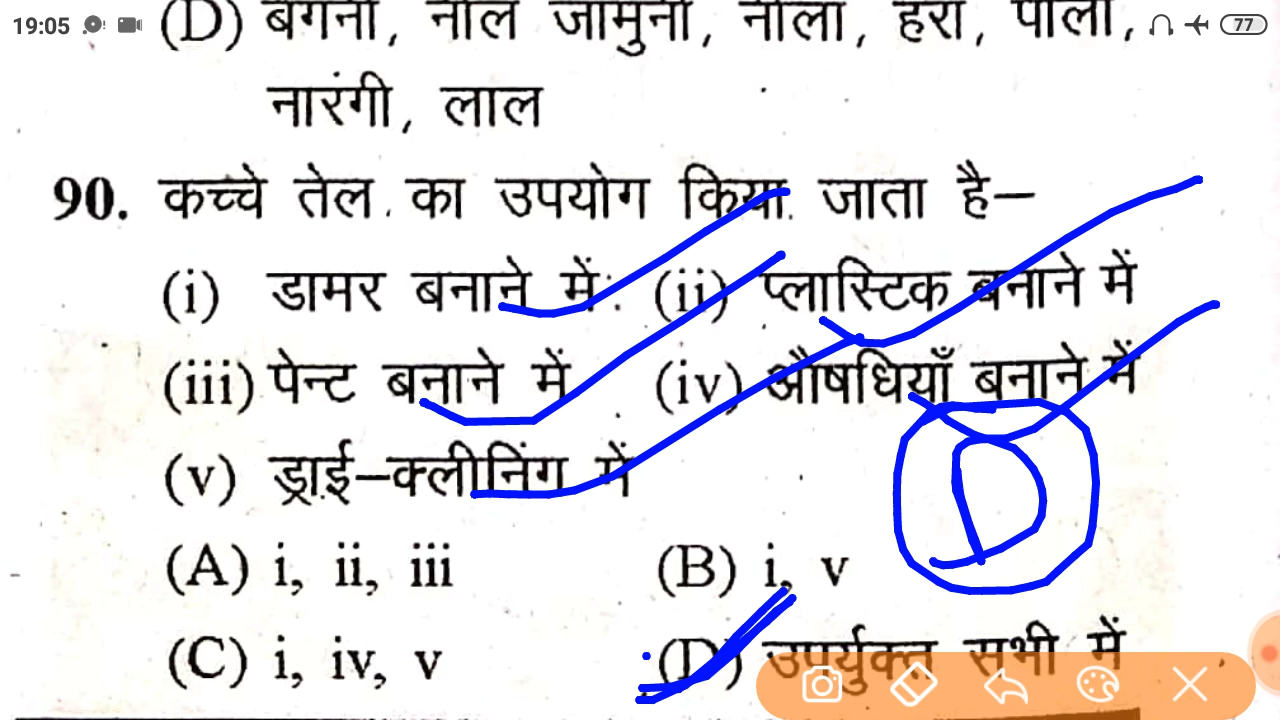 19:05 77
(D) बैगनी, नील जामुनी, नीला, हरा, पीला,
नारंगी, लाल
90. कच्चे तेल का उपयोग किया जाता है—
(i) डामर बनाने में (ii) प्लास्टिक बनाने में
(iii) पेन्ट बनाने में (iv) औषधियाँ बनाने में
(v) ड्राई-क्लीनिंग में
D
(A) i, ii, iii (B) i, v
(C) i, iv, v (D) उपर्युक्त सभी में